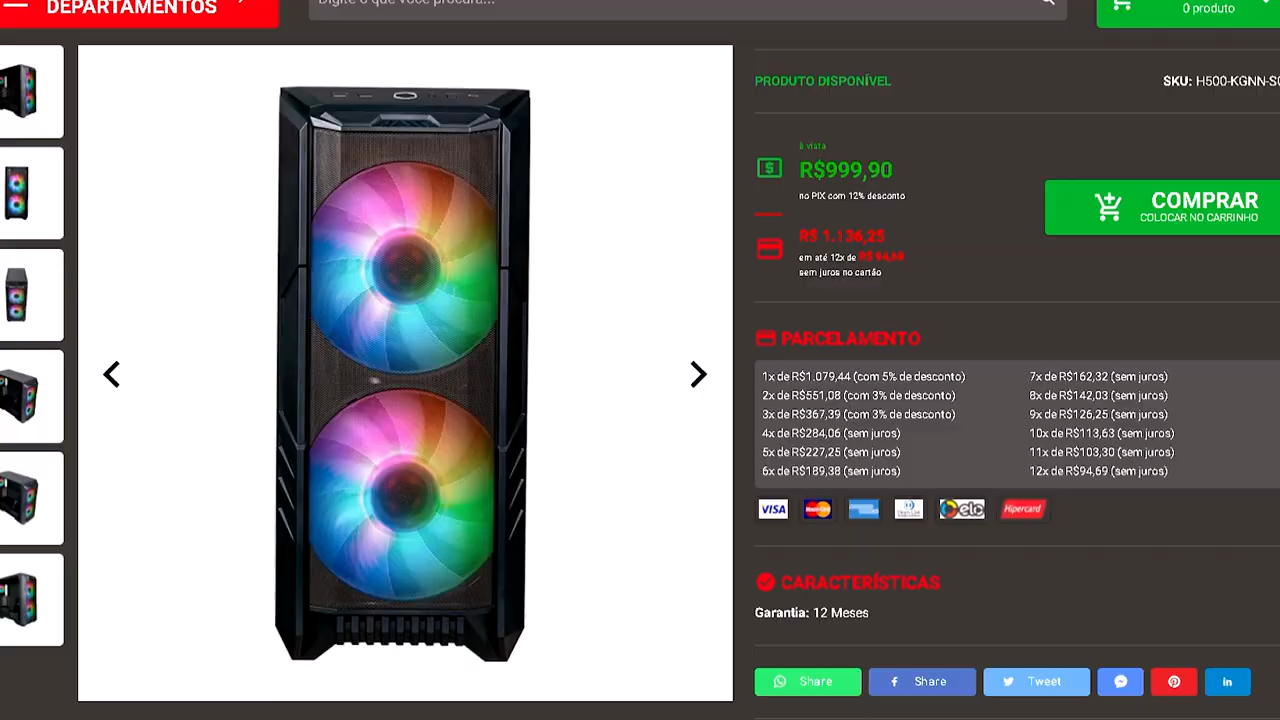 DEPARTAMENTOS
Digite o que você procura...
0 produto
PRODUTO DISPONÍVEL
SKU: H500-KGNN-S0
à vista
R$999,90
no PIX com 12% desconto
COMPRAR
COLOCAR NO CARRINHO
R$ 1.136,25
em até 12x de R$ 94,69
sem juros no cartão
PARCELAMENTO
1x de R$1.079,44 (com 5% de desconto)
2x de R$551,08 (com 3% de desconto)
3x de R$367,39 (com 3% de desconto)
4x de R$284,06 (sem juros)
5x de R$227,25 (sem juros)
6x de R$189,38 (sem juros)
7x de R$162,32 (sem juros)
8x de R$142,03 (sem juros)
9x de R$126,25 (sem juros)
10x de R$113,63 (sem juros)
11x de R$103,30 (sem juros)
12x de R$94,69 (sem juros)
VISA
MasterCard
elo
Hipercard
CARACTERÍSTICAS
Garantia: 12 Meses
Share
Share
Tweet
in